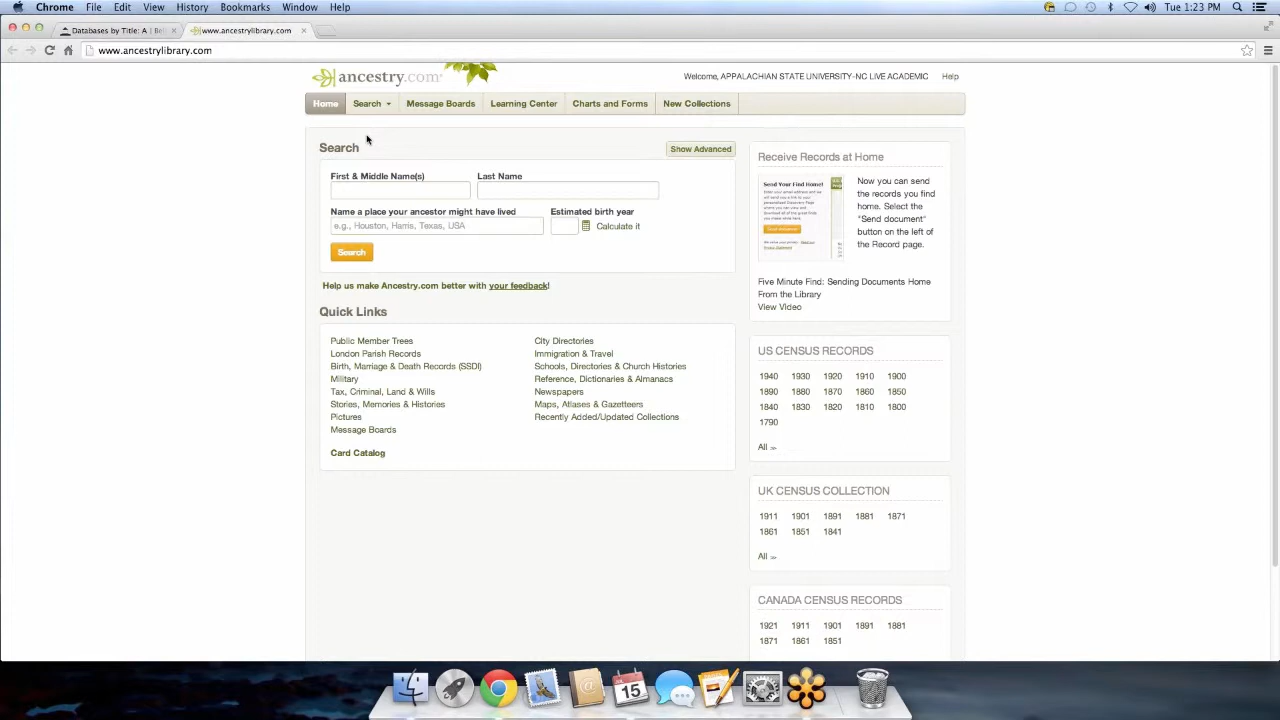 Chrome File Edit View History Bookmarks Window Help Tue 1:23 PM
Databases by Title: A | Bel www.ancestrylibrary.com
www.ancestrylibrary.com
ancestry.com Welcome, APPALACHIAN STATE UNIVERSITY-NC LIVE ACADEMIC Help
Home Search Message Boards Learning Center Charts and Forms New Collections
Search Show Advanced
First & Middle Name(s) Last Name
Name a place your ancestor might have lived Estimated birth year
e.g., Houston, Harris, Texas, USA Calculate it
Search
Help us make Ancestry.com better with your feedback!
Quick Links
Public Member Trees City Directories
London Parish Records Immigration & Travel
Birth, Marriage & Death Records (SSDI) Schools, Directories & Church Histories
Military Reference, Dictionaries & Almanacs
Tax, Criminal, Land & Wills Newspapers
Stories, Memories & Histories Maps, Atlases & Gazetteers
Pictures Recently Added/Updated Collections
Message Boards
Card Catalog
Receive Records at Home
Send Your Find Home!
Now you can send
the records you find
home. Select the
"Send document"
button on the left of
the Record page.
Five Minute Find: Sending Documents Home
From the Library
View Video
US CENSUS RECORDS
1940 1930 1920 1910 1900
1890 1880 1870 1860 1850
1840 1830 1820 1810 1800
1790
All >>
UK CENSUS COLLECTION
1911 1901 1891 1881 1871
1861 1851 1841
All >>
CANADA CENSUS RECORDS
1921 1911 1901 1891 1881
1871 1861 1851
15